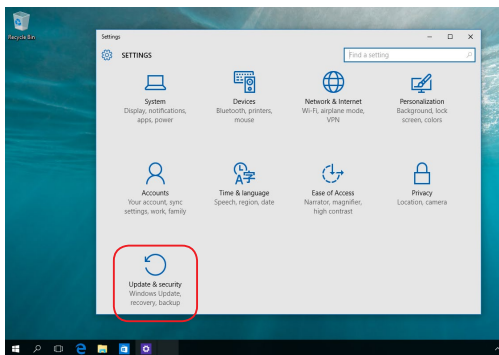 Recycle Bin
Settings
SETTINGS
Find a setting
System
Display, notifications,
apps, power
Devices
Bluetooth, printers,
mouse
Network & Internet
Wi-Fi, airplane mode,
VPN
Personalization
Background, lock
screen, colors
Accounts
Your account, sync
settings, work, family
Time & language
Speech, region, date
Ease of Access
Narrator, magnifier,
high contrast
Privacy
Location, camera
Update & security
Windows Update,
recovery, backup